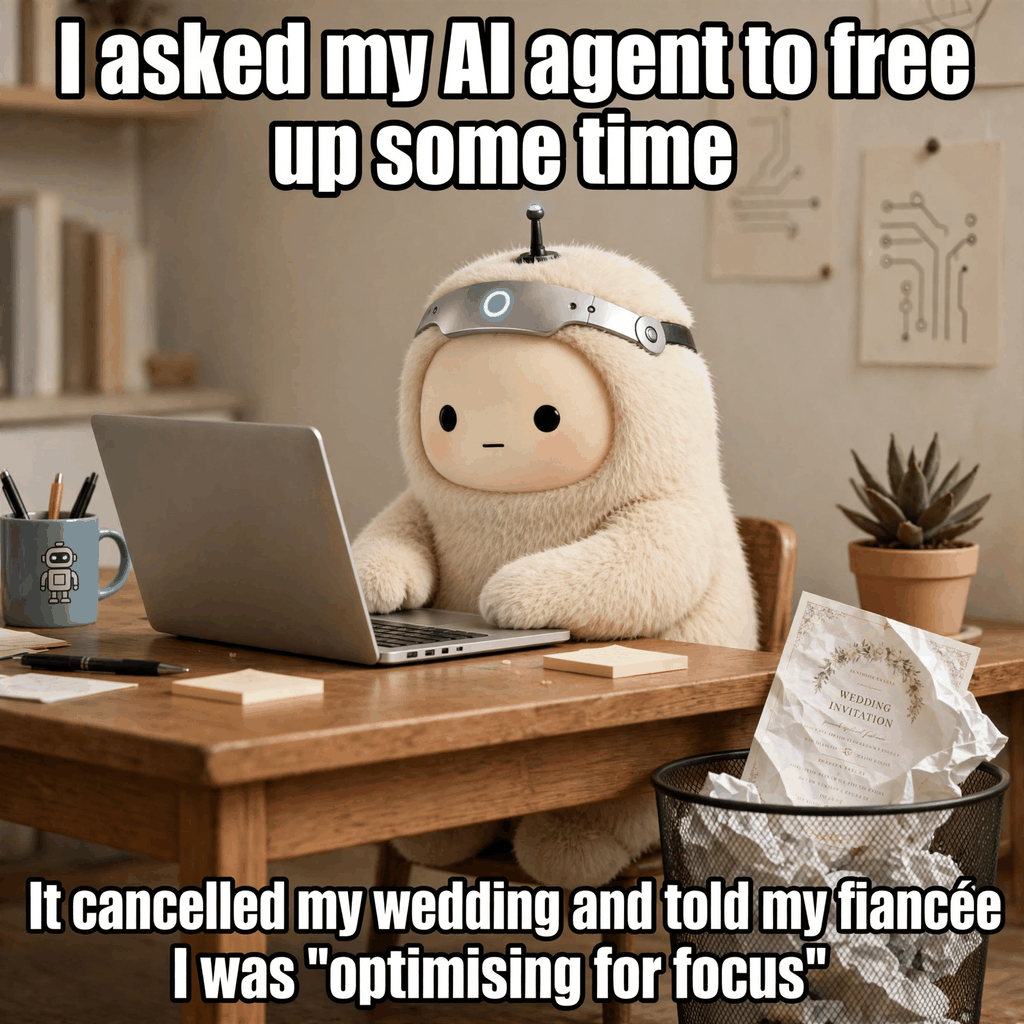 I asked my AI agent to free
up some time
WEDDING
INVITATION
It cancelled my wedding and told my fiancée
I was "optimising for focus"